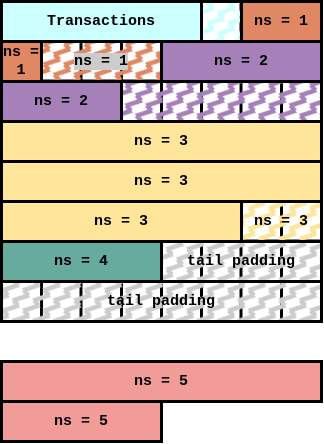 Transactions
ns = 1
ns =
1
ns = 1
ns = 2
ns = 2
ns = 3
ns = 3
ns = 3
ns = 3
ns = 4
tail padding
tail padding
ns = 5
ns = 5